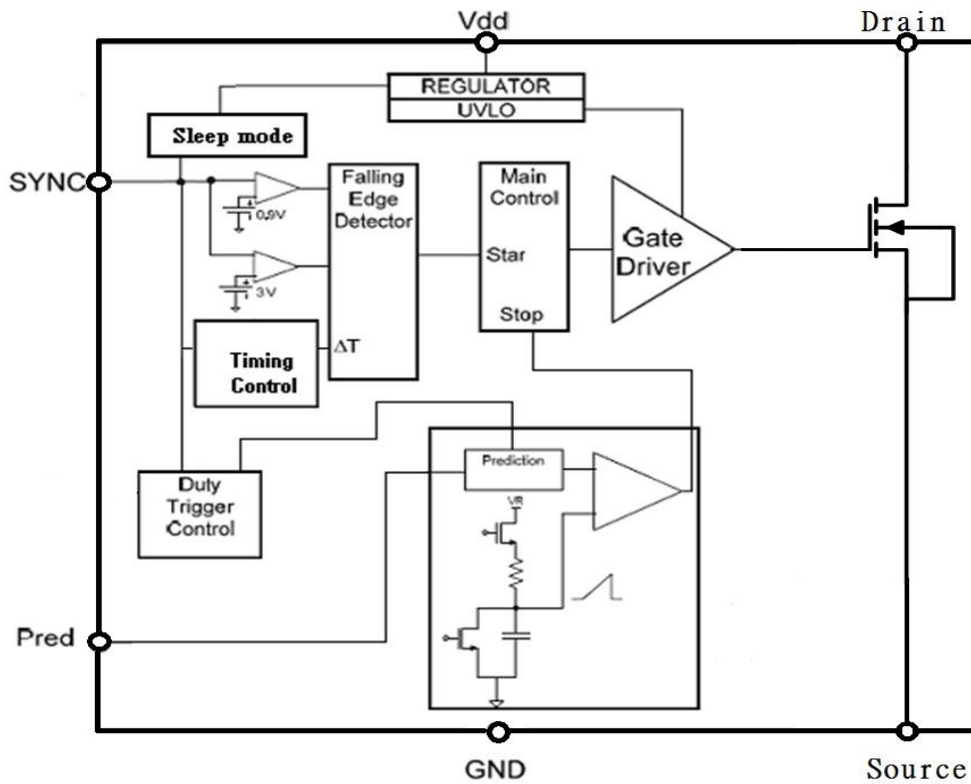 Vdd
Drain
REGULATOR
UVLO
Sleep mode
SYNC
0.9V
3V
Falling
Edge
Detector
Main
Control
Star
Stop
Gate
Driver
Timing
Control
ΔT
Duty
Trigger
Control
Prediction
VR
Pred
GND
Source